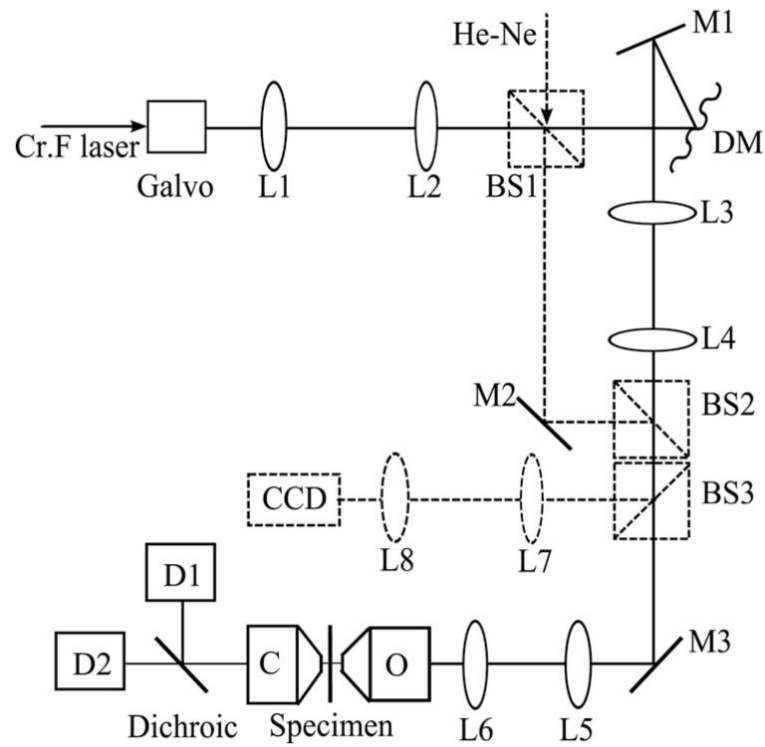 He-Ne
M1
Cr.F laser
Galvo
L1
L2
BS1
DM
L3
L4
M2
BS2
CCD
BS3
L8
L7
D1
D2
C
O
M3
Dichroic
Specimen
L6
L5